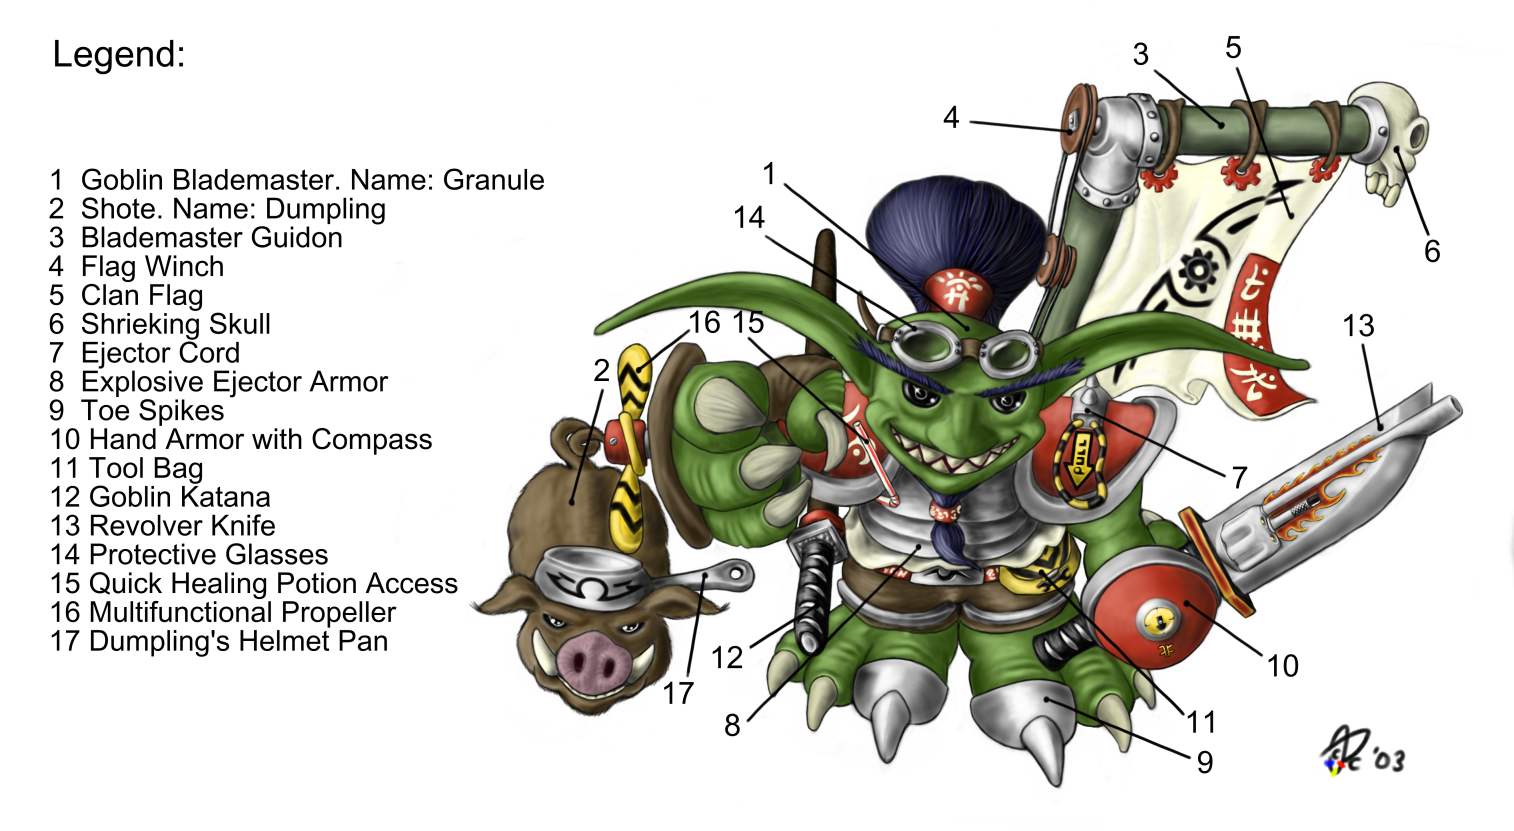 Legend:
1 Goblin Blademaster. Name: Granule
2 Shote. Name: Dumpling
3 Blademaster Guidon
4 Flag Winch
5 Clan Flag
6 Shrieking Skull
7 Ejector Cord
8 Explosive Ejector Armor
9 Toe Spikes
10 Hand Armor with Compass
11 Tool Bag
12 Goblin Katana
13 Revolver Knife
14 Protective Glasses
15 Quick Healing Potion Access
16 Multifunctional Propeller
17 Dumpling's Helmet Pan
3
5
4
1
14
6
16
15
13
2
PULL
7
12
17
10
8
11
9
'03